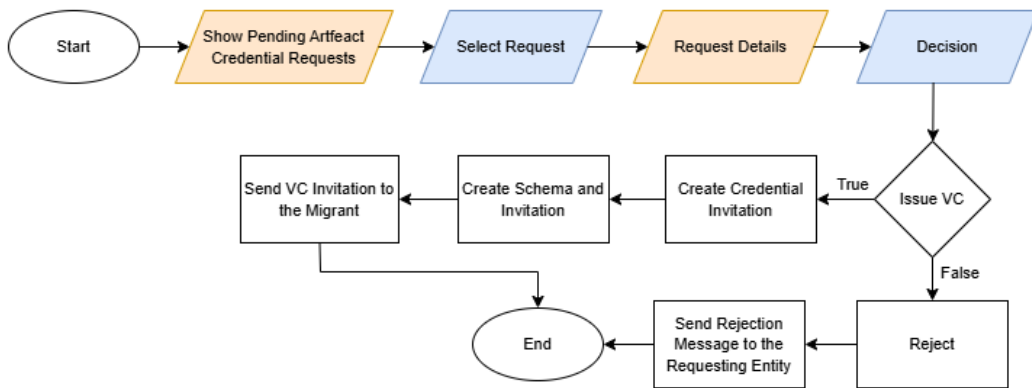 Start
Show Pending Artfeact
Credential Requests
Select Request
Request Details
Decision
Send VC Invitation to
the Migrant
Create Schema and
Invitation
Create Credential
Invitation
True
Issue VC
False
End
Send Rejection
Message to the
Requesting Entity
Reject